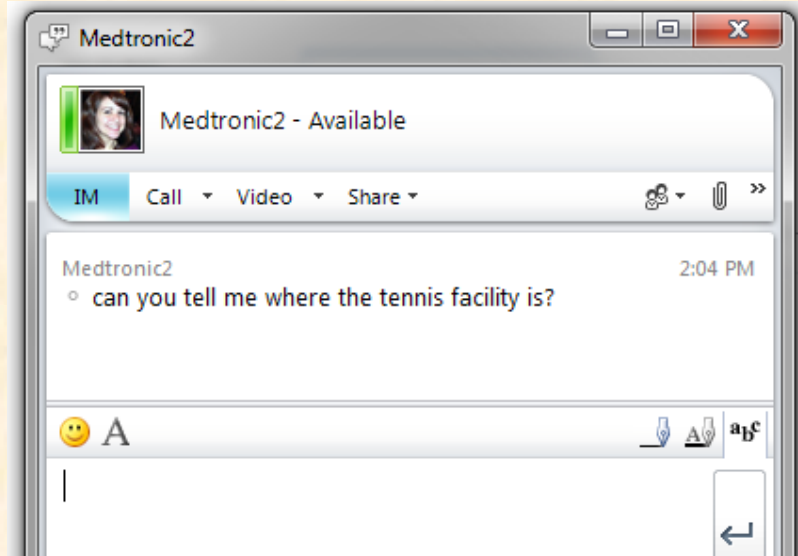 Medtronic2
Medtronic2 - Available
IM Call Video Share
Medtronic2 2:04 PM
can you tell me where the tennis facility is?
A A abc